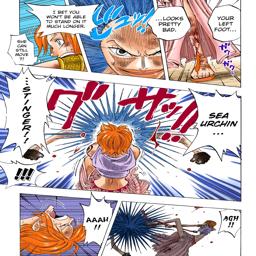 YOUR
LEFT
FOOT...
...LOOKS
PRETTY
BAD.
I BET YOU
WON'T BE
ABLE TO STAND
ON IT MUCH
LONGER.
SHE
CAN STILL
MOVE?!
SEA
URCHIN
...
...STINGER!!
!!!
AGH
!!
AAAH
!!